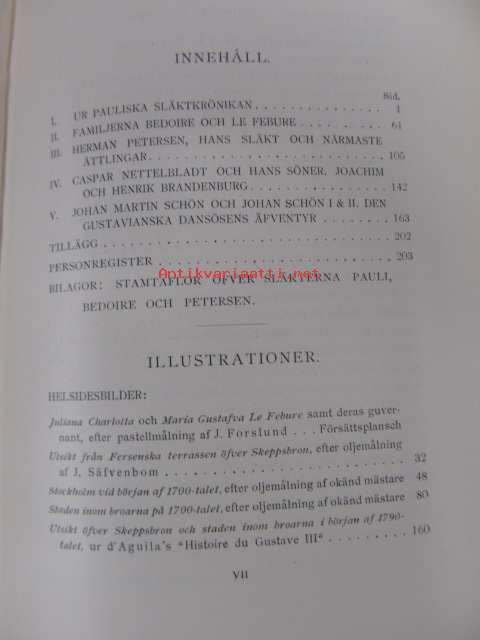 INNEHÅLL.
Sid.
I. UR PAULISKA SLÄKTKRÖNIKAN . . . . . . . . . . . . . . 1
II. FAMILJERNA BEDOIRE OCH LE FEBURE . . . . . . . . . 61
III. HERMAN PETERSEN, HANS SLÄKT OCH NÄRMASTE
ÄTTLINGAR . . . . . . . . . . . . . . . . . . . . . . . . 105
IV. CASPAR NETTELBLADT OCH HANS SÖNER. JOACHIM
OCH HENRIK BRANDENBURG . . . . . . . . . . . . . . . 142
V. JOHAN MARTIN SCHÖN OCH JOHAN SCHÖN I & II. DEN
GUSTAVIANSKA DANSÖSENS ÄFVENTYR . . . . . . . . 163
TILLÄGG . . . . . . . . . . . . . . . . . . . . . . . . . . . 202
PERSONREGISTER . . . . . . . . . . . . . . . . . . . . . . 203
Antikvariaatti.net
BILAGOR: STAMTAFLOR ÖFVER SLÄKTERNA PAULI,
BEDOIRE OCH PETERSEN.
ILLUSTRATIONER.
HELSIDESBILDER:
Juliana Charlotta och Maria Gustafva Le Febure samt deras guver-
nant, efter pastellmålning af J. Forslund . . . Försättsplansch
Utsikt från Fersenska terrassen öfver Skeppsbron, efter oljemålning
af J. Säfvenbom . . . . . . . . . . . . . . . . . . . . . 32
Stockholm vid början af 1700-talet, efter oljemålning af okänd mästare 48
Staden inom broarna på 1700-talet, efter oljemålning af okänd mästare 80
Utsikt öfver Skeppsbron och staden inom broarna i början af 1790-
talet, ur d'Aguila's "Histoire du Gustave III" . . . . . . . . . 160
VII